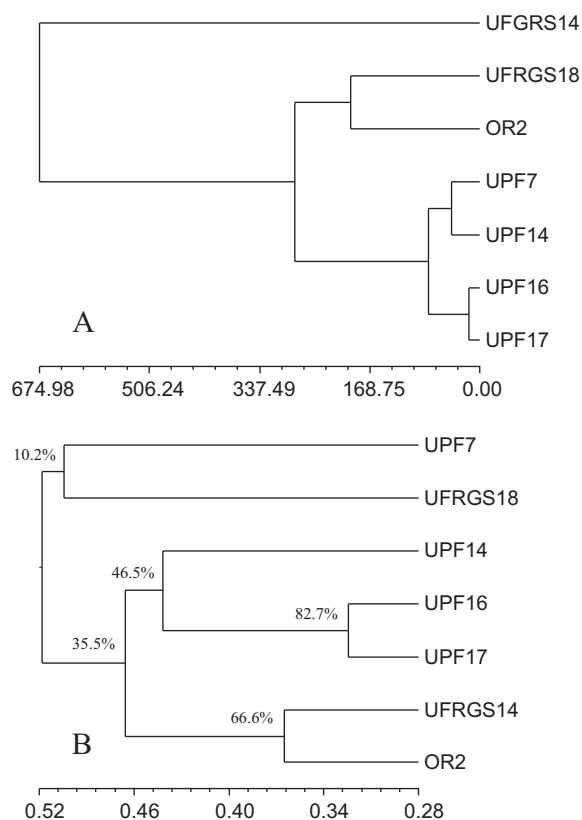 UFGRS14
UFRGS18
OR2
UPF7
UPF14
UPF16
UPF17
A
674.98 506.24 337.49 168.75 0.00
UPF7
10.2%
UFRGS18
UPF14
46.5%
UPF16
82.7%
35.5%
UPF17
UFRGS14
66.6%
B
OR2
0.52 0.46 0.40 0.34 0.28